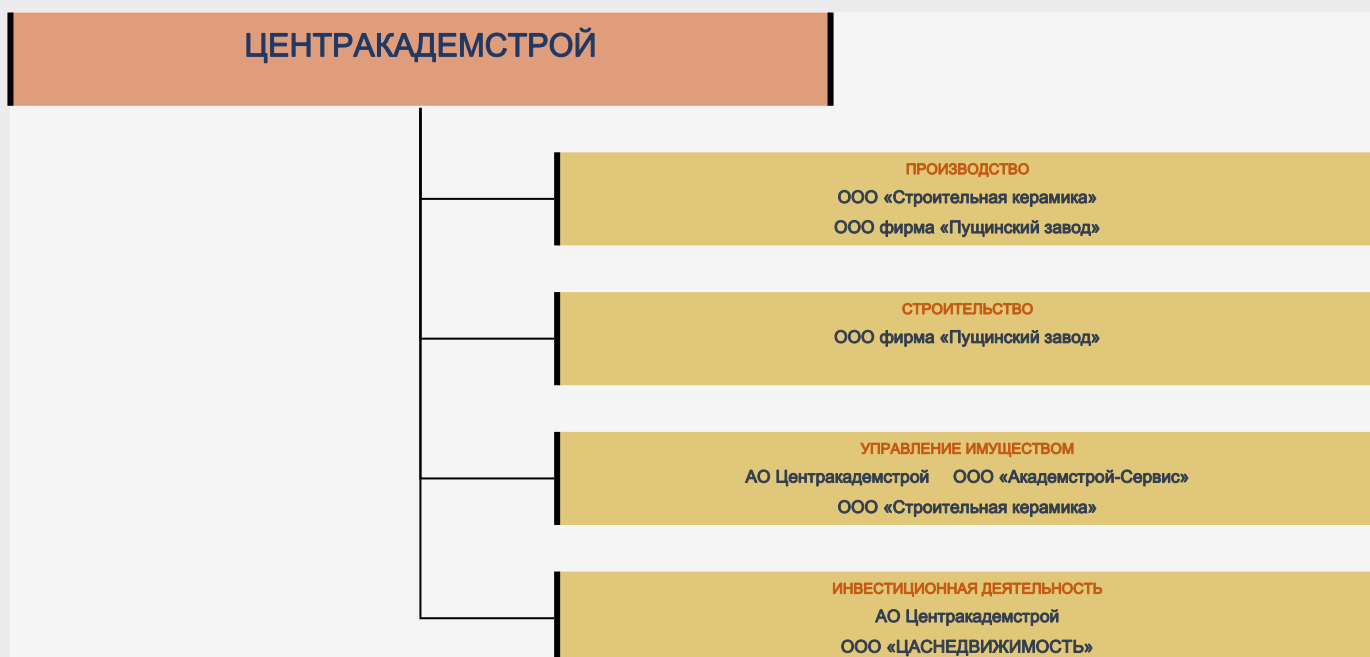 ЦЕНТРАКАДЕМСТРОЙ
ПРОИЗВОДСТВО
ООО «Строительная керамика»
ООО фирма «Пущинский завод»
СТРОИТЕЛЬСТВО
ООО фирма «Пущинский завод»
УПРАВЛЕНИЕ ИМУЩЕСТВОМ
АО Центракадемстрой ООО «Академстрой-Сервис»
ООО «Строительная керамика»
ИНВЕСТИЦИОННАЯ ДЕЯТЕЛЬНОСТЬ
АО Центракадемстрой
ООО «ЦАСНЕДВИЖИМОСТЬ»